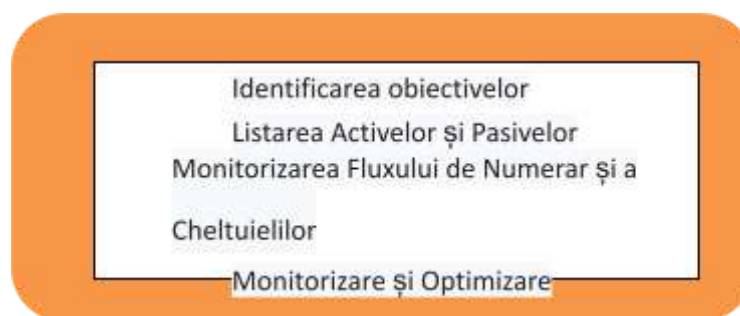 Identificarea obiectivelor
Listarea Activelor și Pasivelor
Monitorizarea Fluxului de Numerar și a
Cheltuielilor
Monitorizare și Optimizare